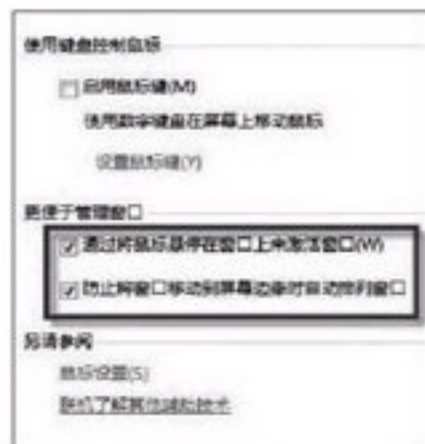 使用键盘控制鼠标
启用鼠标键(M)
使用数字键盘在屏幕上移动鼠标
设置鼠标键(Y)
更便于管理窗口
通过将鼠标悬停在窗口上来激活窗口(W)
防止将窗口移动到屏幕边缘时自动排列窗口
另请参阅
鼠标设置(S)
联机了解其他辅助技术